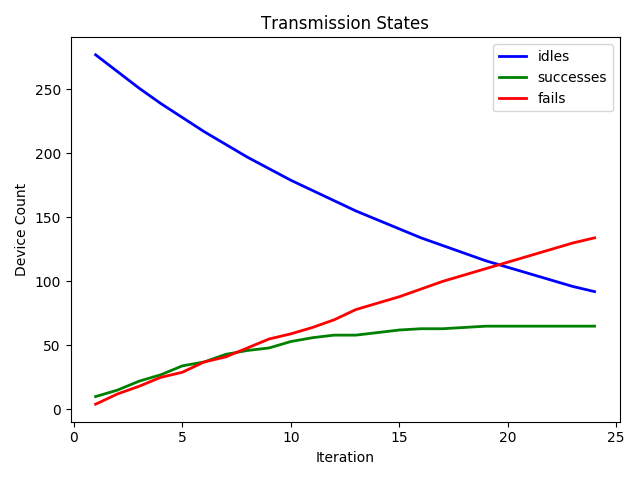 Transmission States
idles
successes
fails
Device Count
250
200
150
100
50
0
0 5 10 15 20 25
Iteration